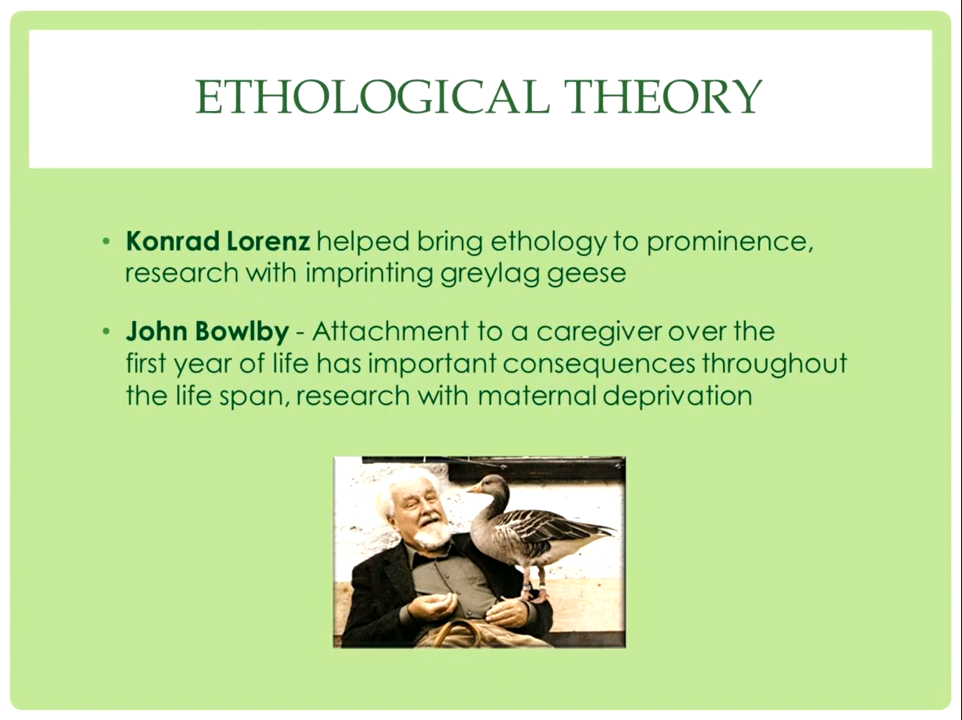 ETHOLOGICAL THEORY
• Konrad Lorenz helped bring ethology to prominence,
research with imprinting greylag geese
• John Bowlby - Attachment to a caregiver over the
first year of life has important consequences throughout
the life span, research with maternal deprivation